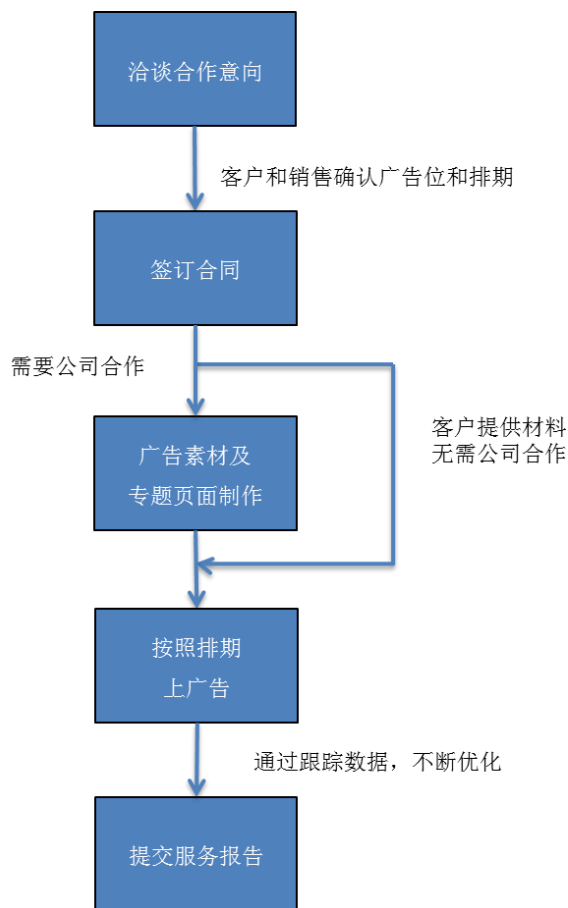 洽谈合作意向
客户和销售确认广告位和排期
签订合同
需要公司合作
客户提供材料
无需公司合作
广告素材及
专题页面制作
按照排期
上广告
通过跟踪数据，不断优化
提交服务报告